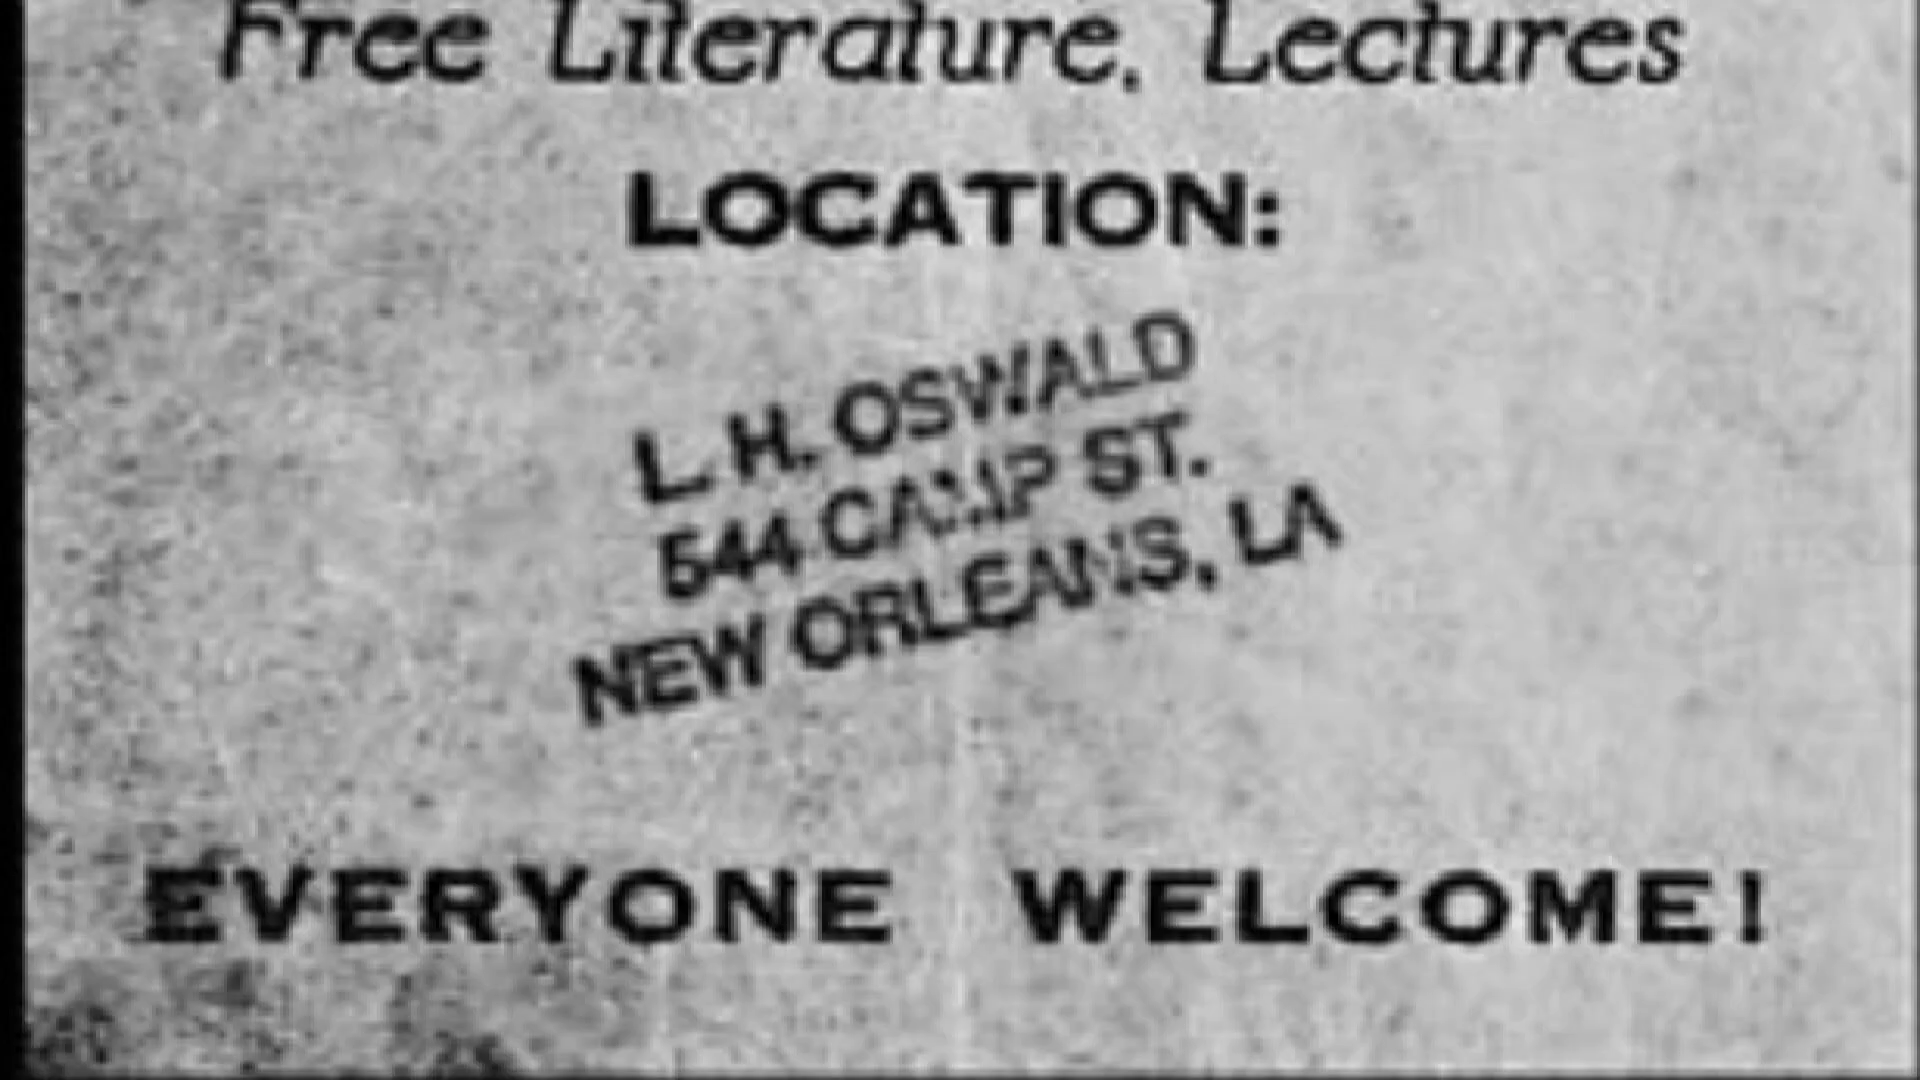 Free Literature, Lectures
LOCATION:
L. H. OSWALD
544 CAMP ST.
NEW ORLEANS, LA
EVERYONE WELCOME!